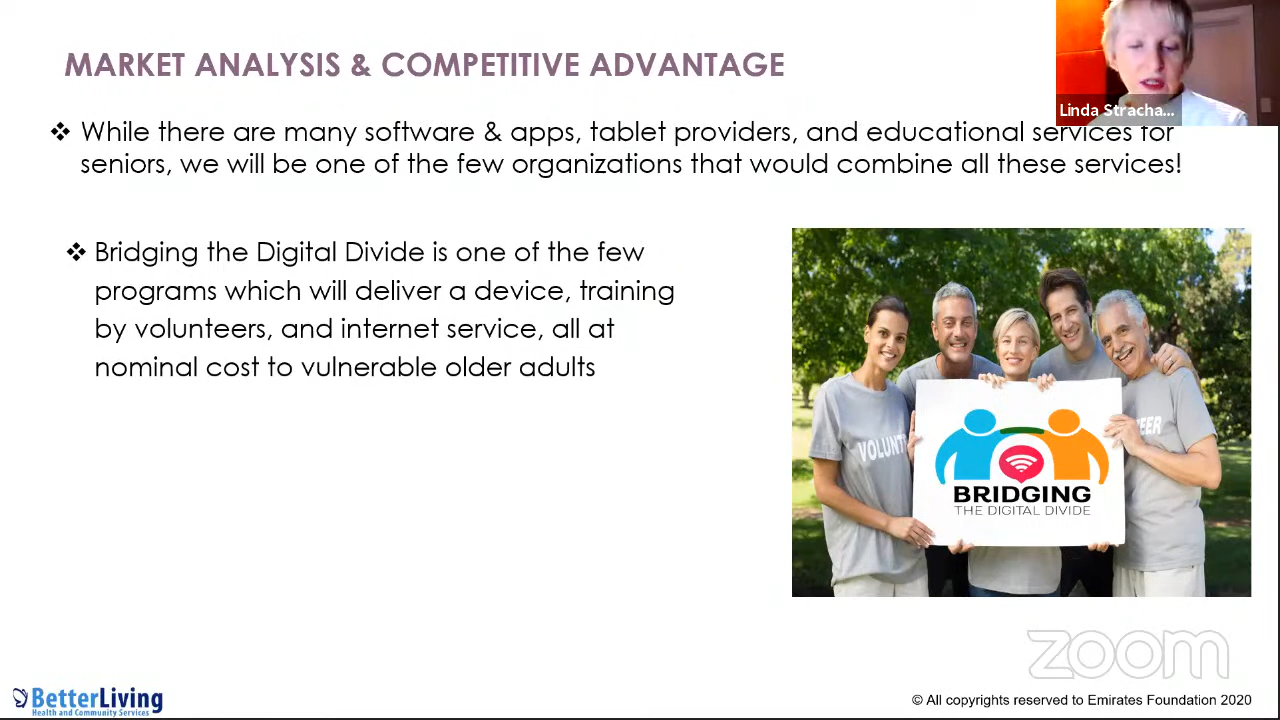 MARKET ANALYSIS & COMPETITIVE ADVANTAGE
Linda Stracha...
❖ While there are many software & apps, tablet providers, and educational services for
seniors, we will be one of the few organizations that would combine all these services!
❖ Bridging the Digital Divide is one of the few
programs which will deliver a device, training
by volunteers, and internet service, all at
nominal cost to vulnerable older adults
VOLUNT
EER
BRIDGING
THE DIGITAL DIVIDE
zoom
BetterLiving
Health and Community Services
© All copyrights reserved to Emirates Foundation 2020